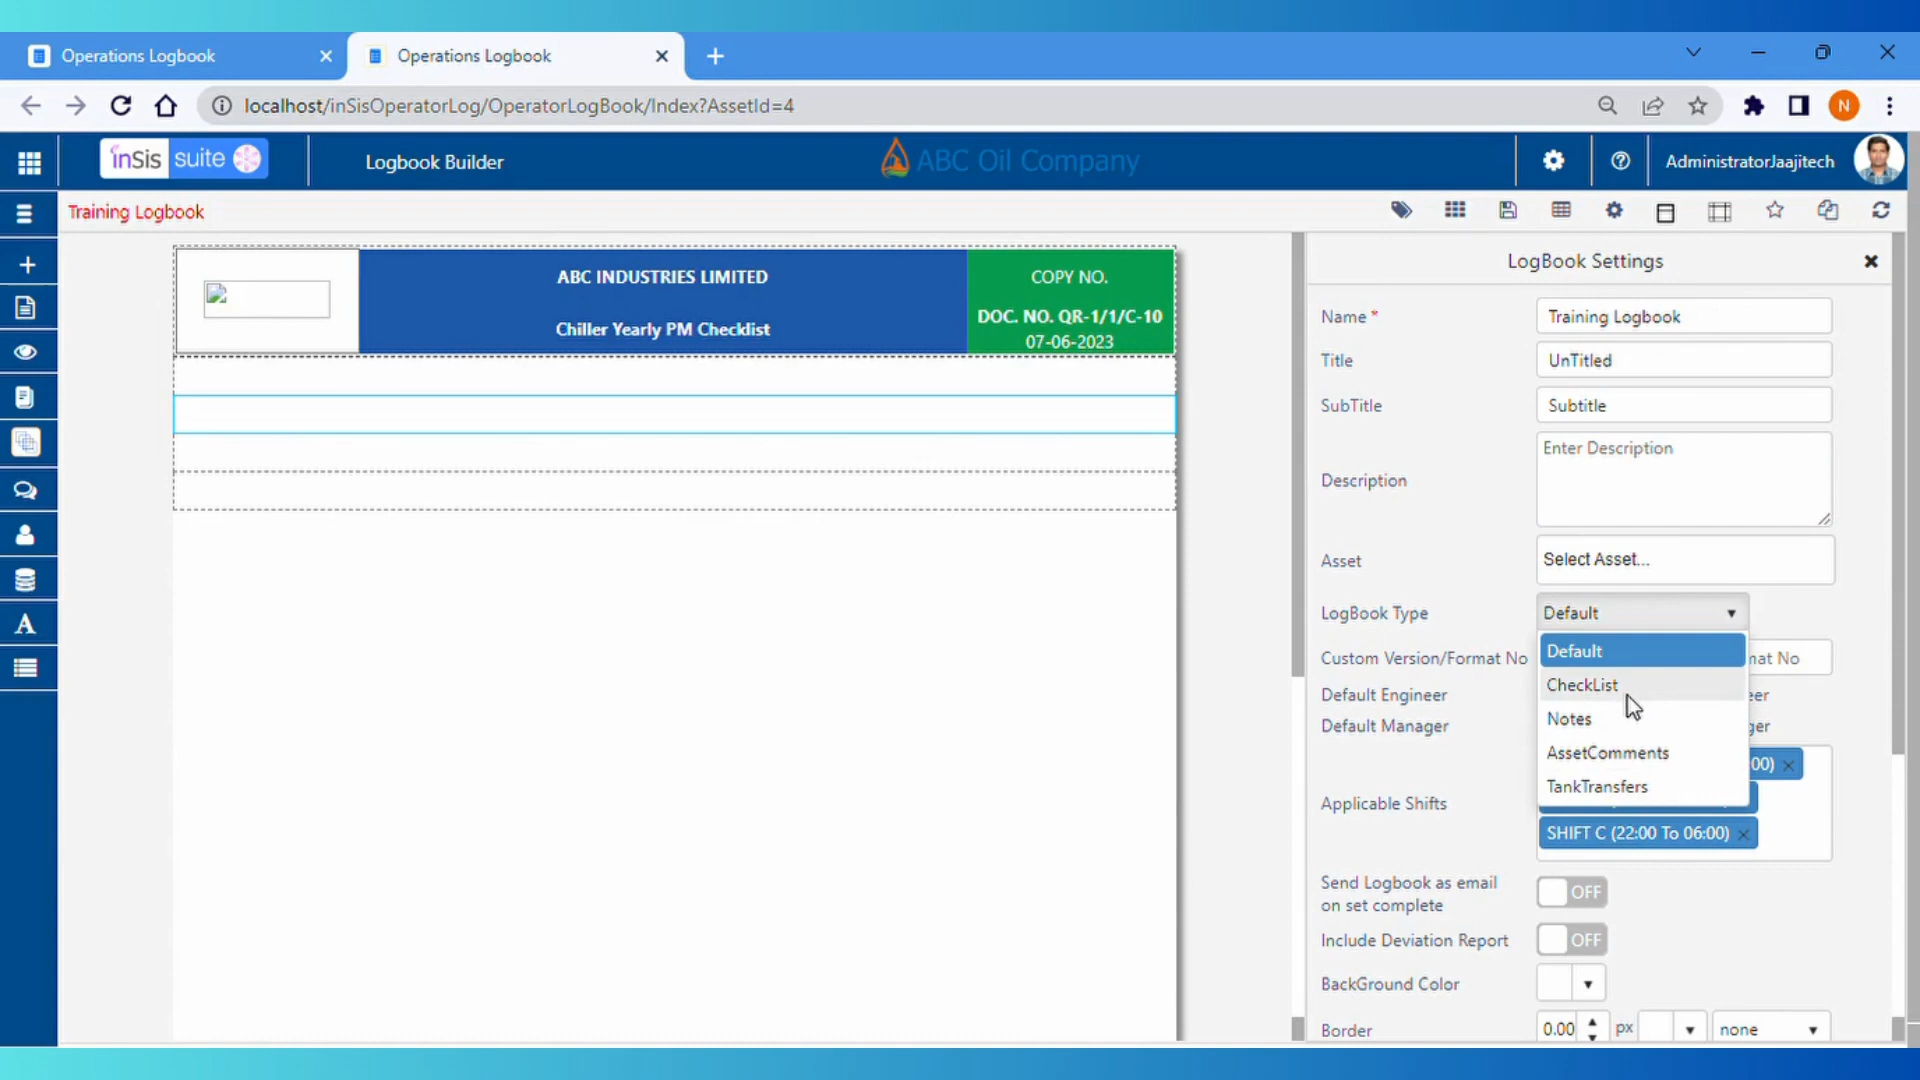 Operations Logbook
Operations Logbook
localhost/inSisOperatorLog/OperatorLogBook/Index?AssetId=4
N
inSis suite
Logbook Builder
ABC Oil Company
AdministratorJaajitech
Training Logbook
ABC INDUSTRIES LIMITED
Chiller Yearly PM Checklist
COPY NO.
DOC. NO. QR-1/1/C-10
07-06-2023
LogBook Settings
Name *
Training Logbook
Title
UnTitled
SubTitle
Subtitle
Description
Enter Description
Asset
Select Asset...
LogBook Type
Default
Default
CheckList
Notes
AssetComments
TankTransfers
Custom Version/Format No
mat No
Default Engineer
eer
Default Manager
ger
Applicable Shifts
00)
SHIFT C (22:00 To 06:00)
Send Logbook as email
on set complete
OFF
Include Deviation Report
OFF
BackGround Color
Border
0.00 px none